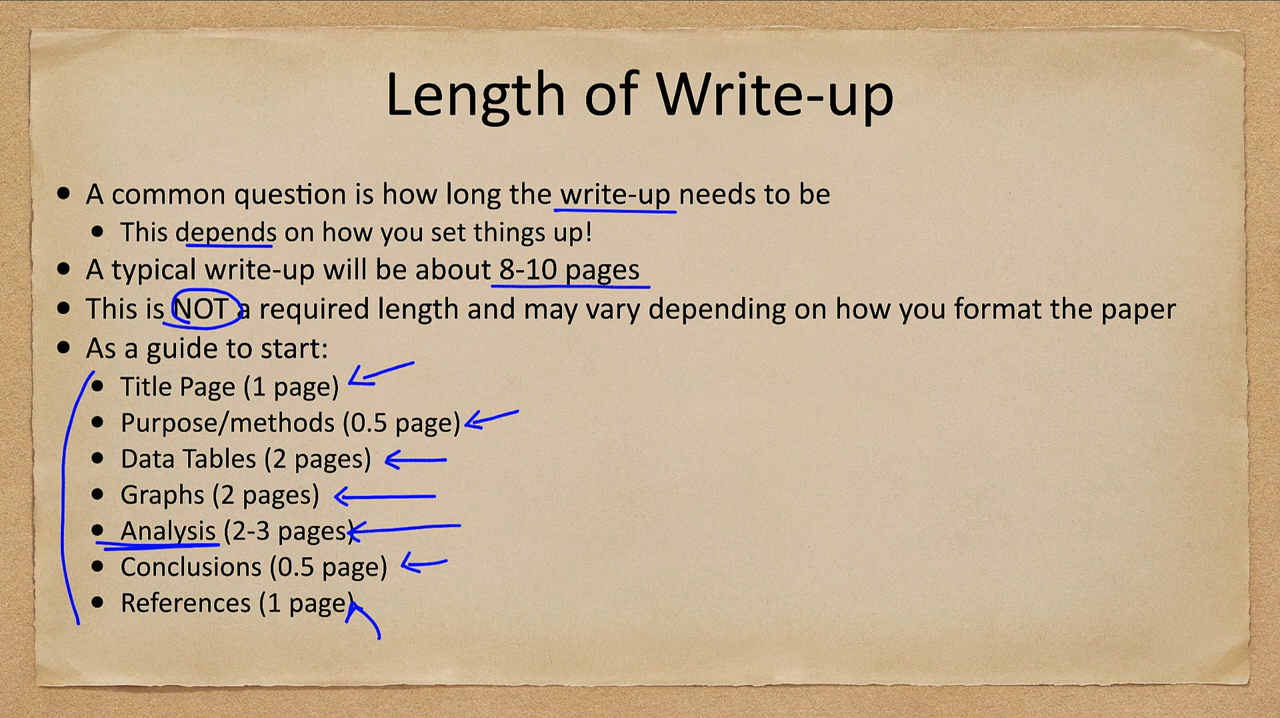 Length of Write-up
• A common question is how long the write-up needs to be
• This depends on how you set things up!
• A typical write-up will be about 8-10 pages
• This is NOT a required length and may vary depending on how you format the paper
• As a guide to start:
• Title Page (1 page)
• Purpose/methods (0.5 page)
• Data Tables (2 pages)
• Graphs (2 pages)
• Analysis (2-3 pages)
• Conclusions (0.5 page)
• References (1 page)